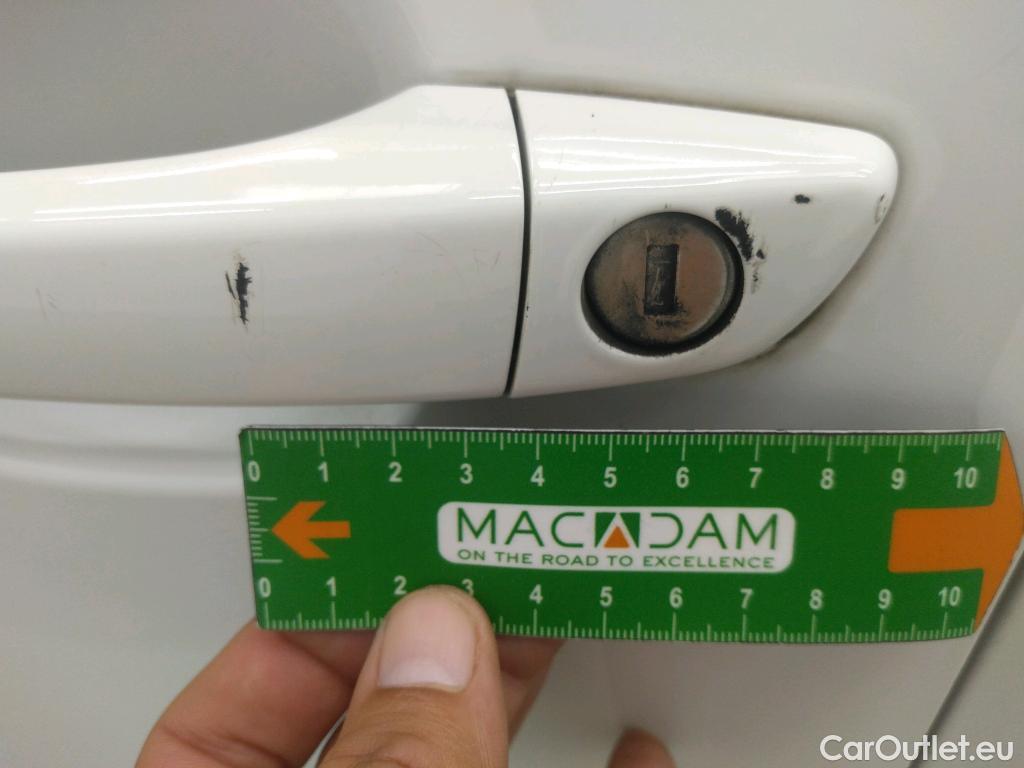 0 1 2 3 4 5 6 7 8 9 10
MACADAM
ON THE ROAD TO EXCELLENCE
0 1 2 3 4 5 6 7 8 9 10
CarOutlet.eu